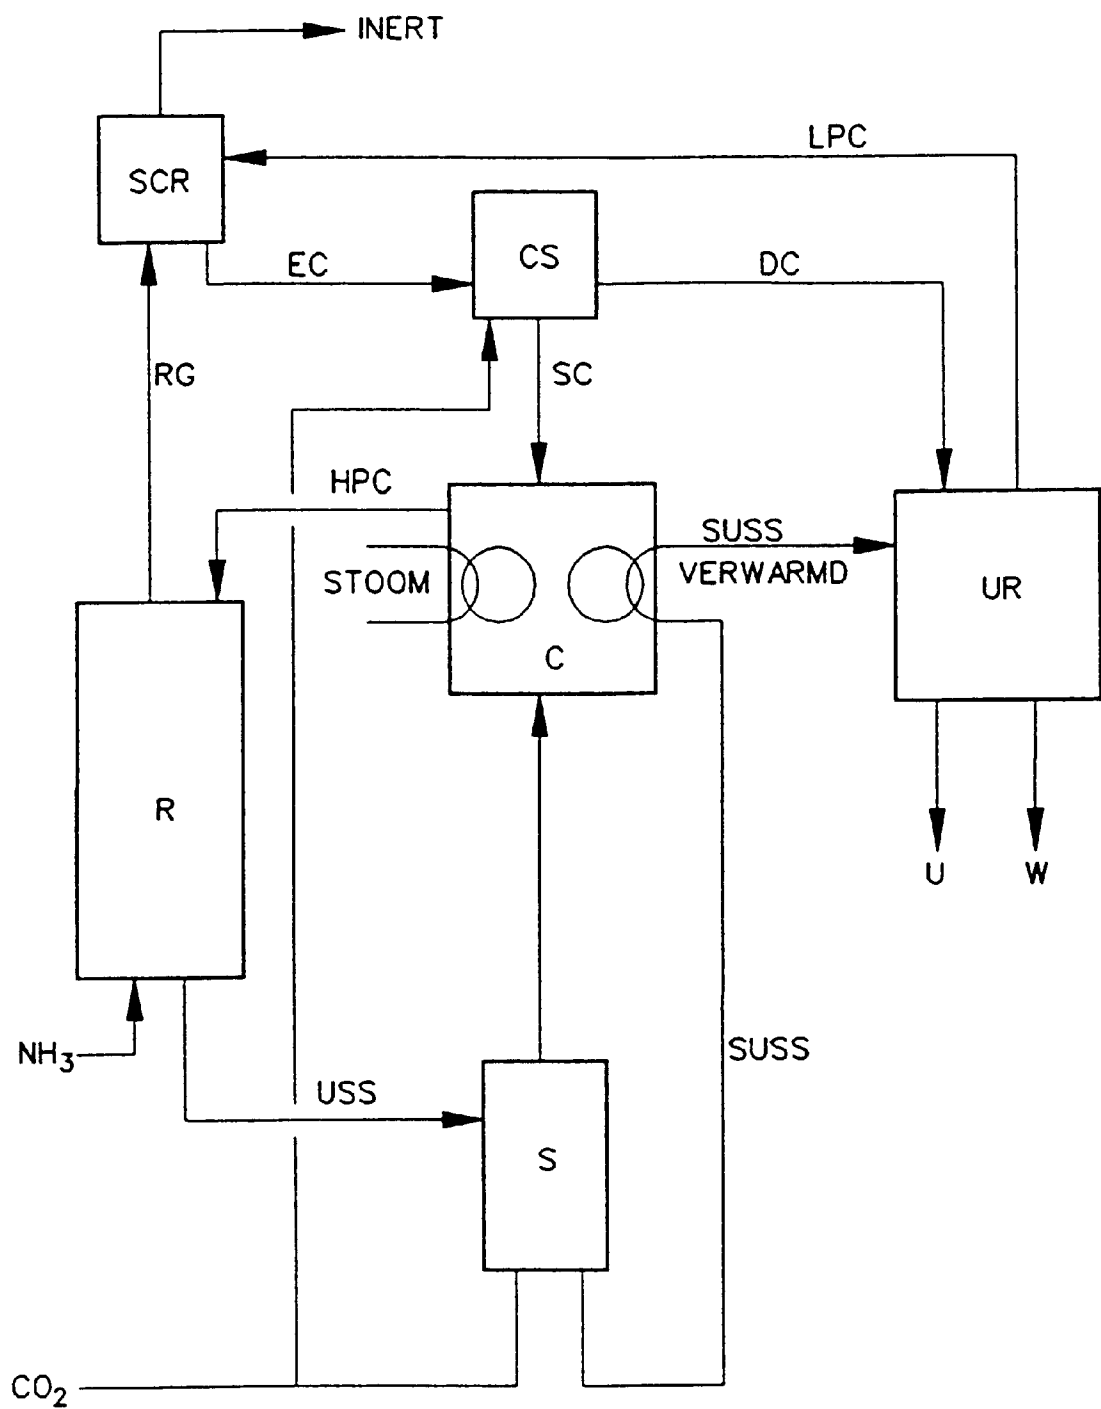 INERT
LPC
SCR
CS
EC
DC
RG
SC
HPC
SUSS
VERWARMD
STOOM
UR
C
R
U
W
NH₃
SUSS
USS
S
CO₂